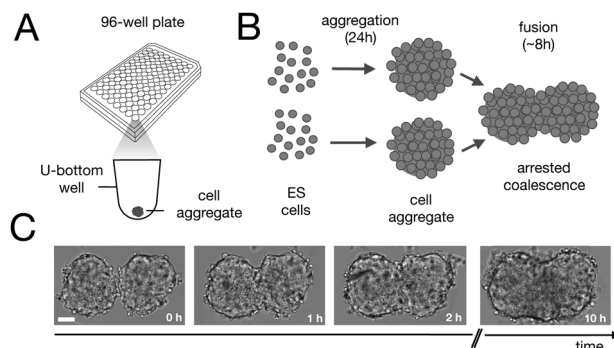 A
96-well plate
U-bottom
well
cell
aggregate
B
aggregation
(24h)
fusion
(~8h)
ES
cells
cell
aggregate
arrested
coalescence
C
0 h
1 h
2 h
10 h
time